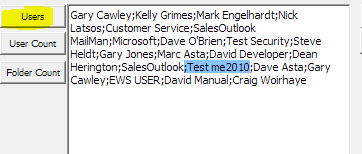 Users
User Count
Folder Count
Gary Cawley;Kelly Grimes;Mark Engelhardt;Nick
Latsos;Customer Service;SalesOutlook
MailMan;Microsoft;Dave O'Brien;Test Security;Steve
Heldt;Gary Jones;Marc Asta;David Developer;Dean
Herington;SalesOutlook;Test me2010;Dave Asta;Gary
Cawley;EWS USER;David Manual;Craig Woirhaye